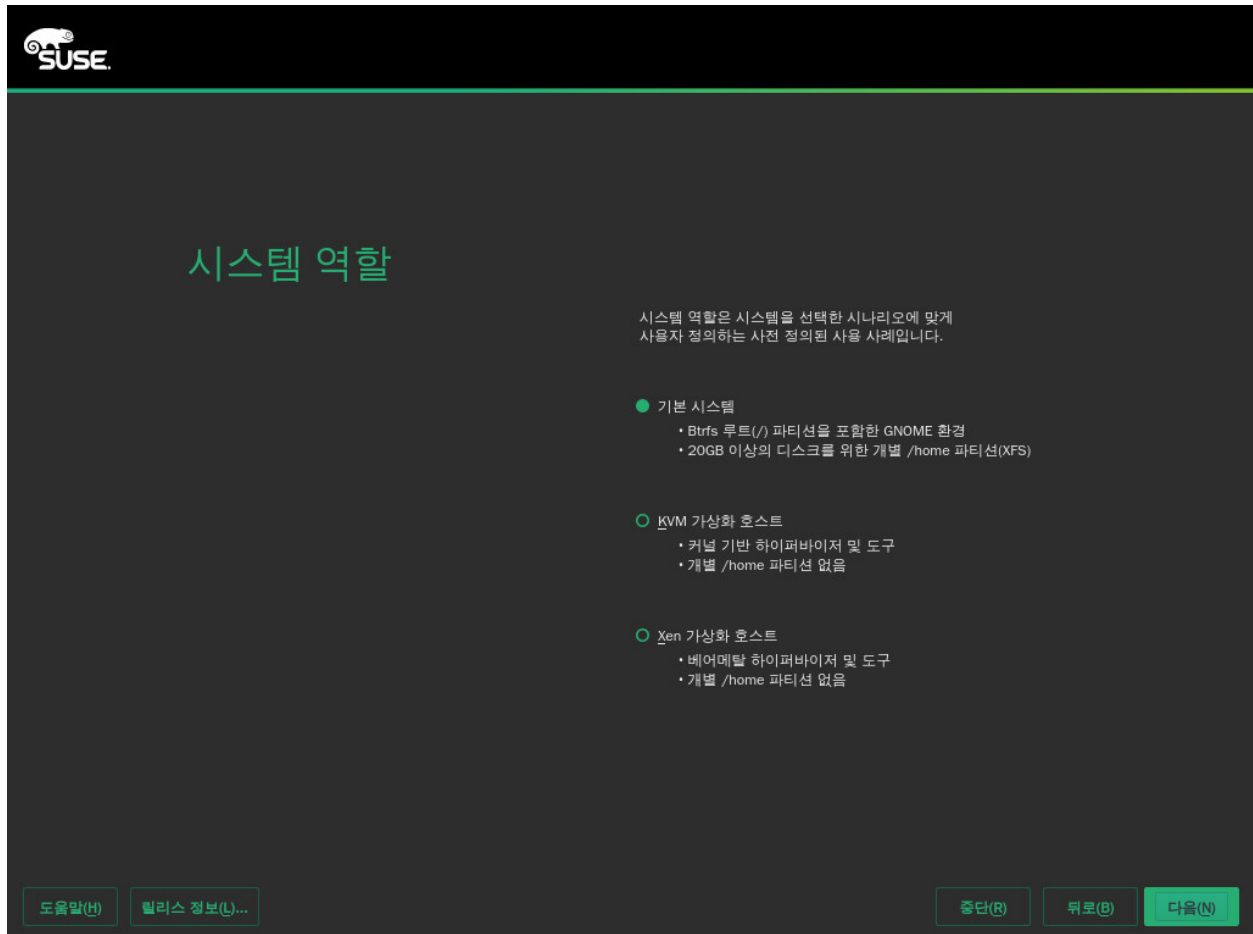 SUSE.
시스템 역할
시스템 역할은 시스템을 선택한 시나리오에 맞게
사용자 정의하는 사전 정의된 사용 사례입니다.
기본 시스템
• Btrfs 루트(/) 파티션을 포함한 GNOME 환경
• 20GB 이상의 디스크를 위한 개별 /home 파티션(XFS)
KVM 가상화 호스트
• 커널 기반 하이퍼바이저 및 도구
• 개별 /home 파티션 없음
Xen 가상화 호스트
• 베어메탈 하이퍼바이저 및 도구
• 개별 /home 파티션 없음
도움말(H) 릴리스 정보(L)... 중단(R) 뒤로(B) 다음(N)